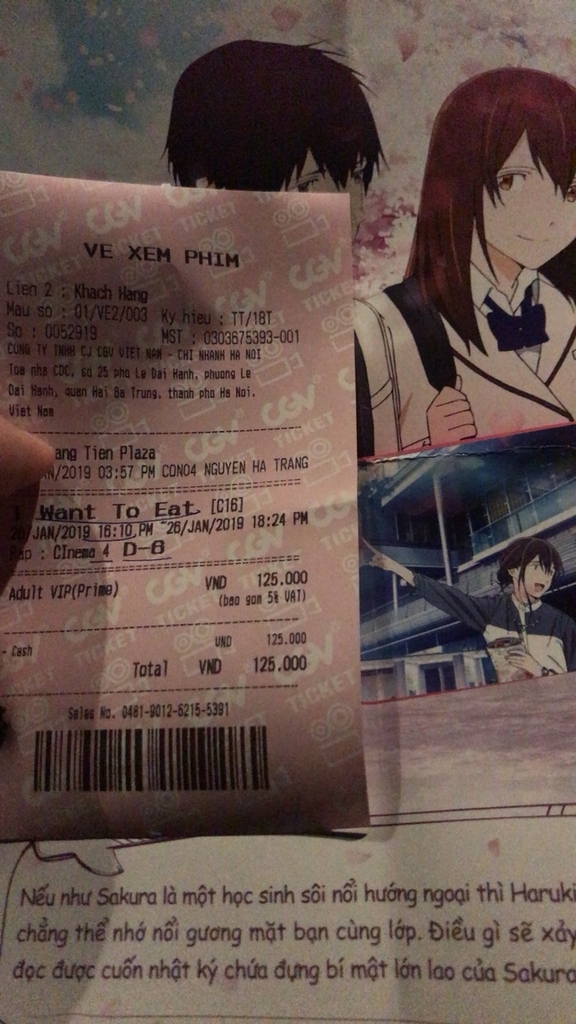 VE XEM PHIM
Lien 2 : Khach Hang
Mau so : 01/VE2/003 Ky hieu : TT/18T
So : 0052919 MST : 0303675393-001
CONG TY TNHH CJ CGV VIET NAM - CHI NHANH HA NOI
Toa nha CDC, so 25 pho Le Dai Hanh, phuong Le
Dai Hanh, quan Hai Ba Trung, thanh pho Ha Noi,
Viet Nam
ang Tien Plaza
/2019 03:57 PM CON04 NGUYEN HA TRANG
I Want To Eat [C16]
26/JAN/2019 16:10 PM ~26/JAN/2019 18:24 PM
Rap : Cinema 4 D-8
Adult VIP(Prime) VND 125.000
(bao gom 5% VAT)
- Cash VND 125.000
Total VND 125.000
Sales No. 0481-9012-6215-5391
Nếu như Sakura là một học sinh sôi nổi hướng ngoại thì Haruki
chẳng thể nhớ nổi gương mặt bạn cùng lớp. Điều gì sẽ xảy
đọc được cuốn nhật ký chứa đựng bí mật lớn lao của Sakura
CGV TICKET